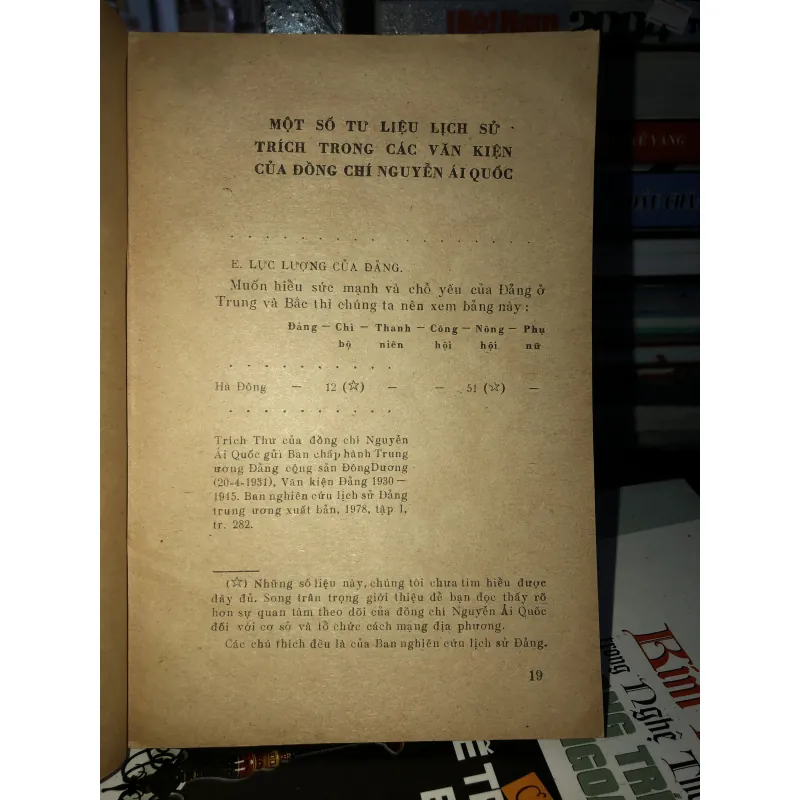 MỘT SỐ TƯ LIỆU LỊCH SỬ
TRÍCH TRONG CÁC VĂN KIỆN
CỦA ĐỒNG CHÍ NGUYỄN ÁI QUỐC
. . . . . . . . . . . . . . . . . . .
E. LỰC LƯỢNG CỦA ĐẢNG.
Muốn hiểu sức mạnh và chỗ yếu của Đảng ở
Trung và Bắc thì chúng ta nên xem bảng này :
Đảng — Chi — Thanh — Công — Nông — Phụ
bộ niên hội hội nữ
. . . . . . . . . . .
Hà Đông — 12 (☆) — — 51 (☆) —
. . . . . . . . . . .
Trích Thư của đồng chí Nguyễn
Ái Quốc gửi Ban chấp hành Trung
ương Đảng cộng sản Đông Dương
(20-4-1931), Văn kiện Đảng 1930 —
1945. Ban nghiên cứu lịch sử Đảng
trung ương xuất bản, 1978, tập I,
tr. 282.
(☆) Những số liệu này, chúng tôi chưa tìm hiểu được
đầy đủ. Song trân trọng giới thiệu để bạn đọc thấy rõ
hơn sự quan tâm theo dõi của đồng chí Nguyễn Ái Quốc
đối với cơ sở và tổ chức cách mạng địa phương.
Các chú thích đều là của Ban nghiên cứu lịch sử Đảng.
19
2004
Ế VÀNG
Kim
trong Nghệ Th